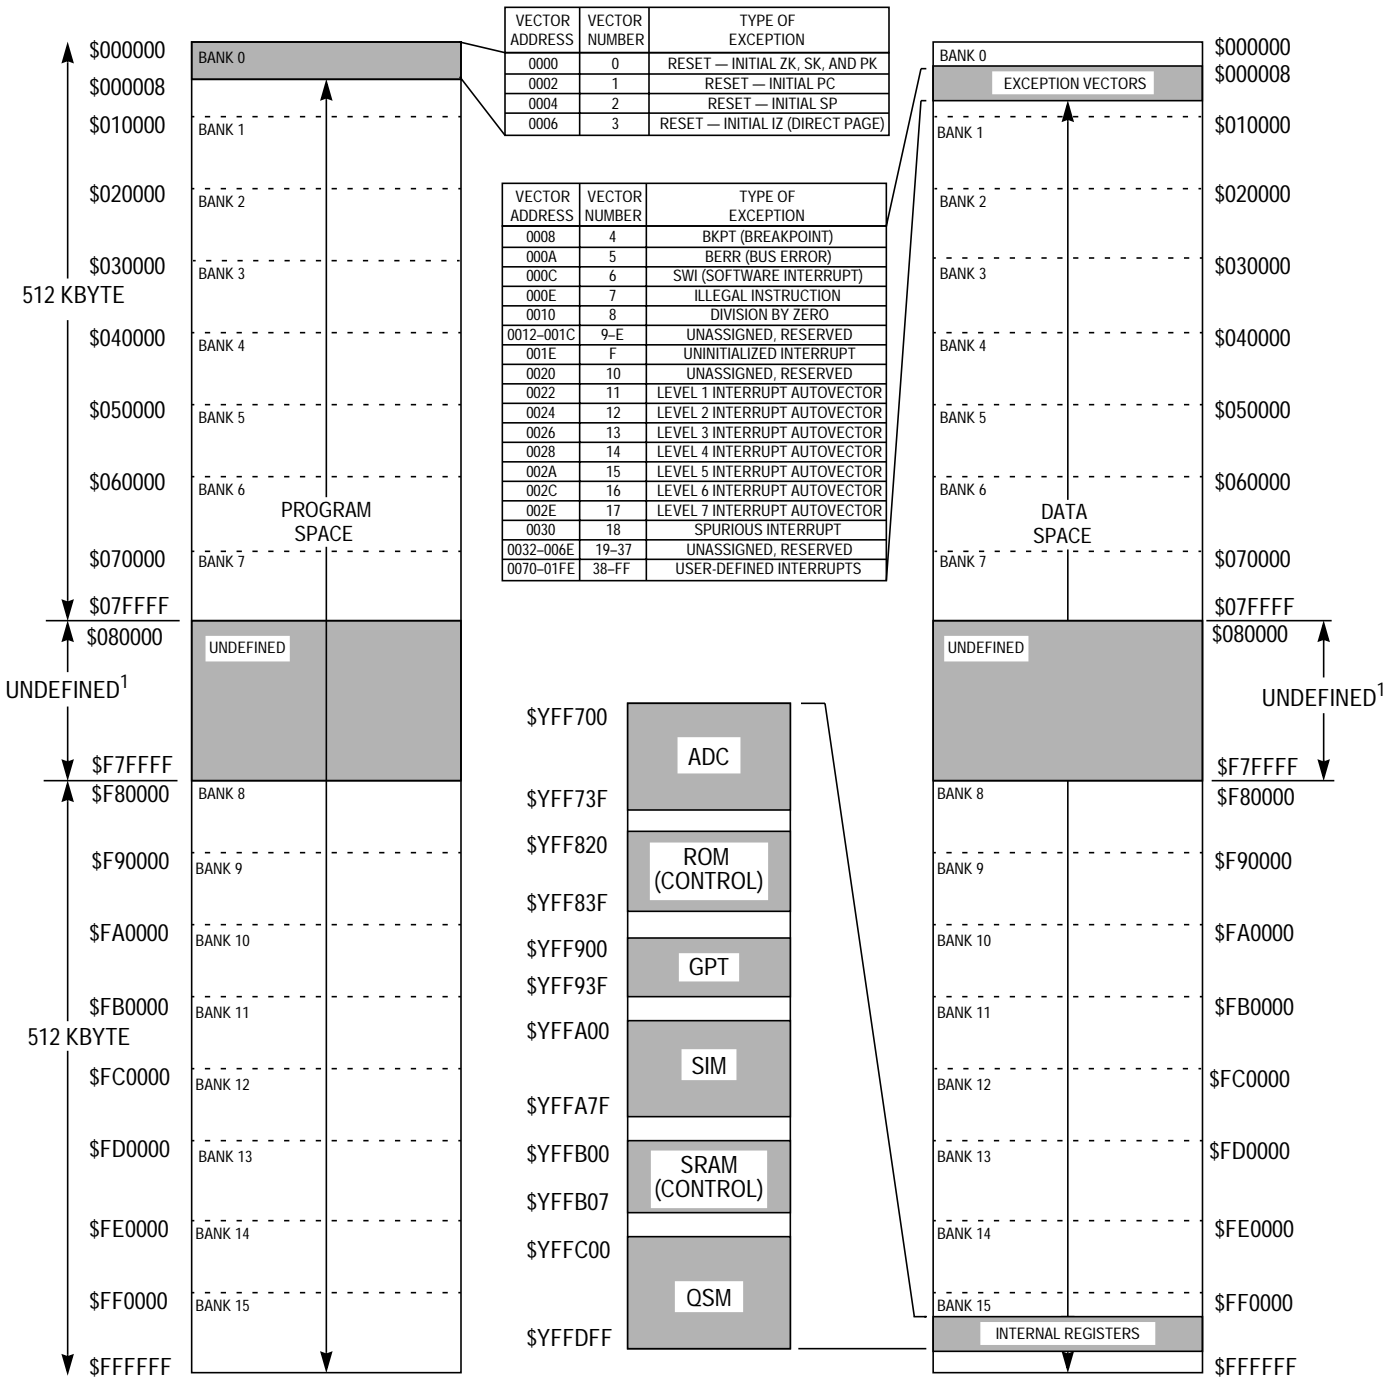 $000000
$000008
$010000
$020000
$030000
512 KBYTE
$040000
$050000
$060000
$070000
$07FFFF
$080000
UNDEFINED1
$F7FFFF
$F80000
$F90000
$FA0000
$FB0000
512 KBYTE
$FC0000
$FD0000
$FE0000
$FF0000
$FFFFFF
BANK 0
BANK 1
BANK 2
BANK 3
BANK 4
BANK 5
BANK 6
PROGRAM
SPACE
BANK 7
UNDEFINED
BANK 8
BANK 9
BANK 10
BANK 11
BANK 12
BANK 13
BANK 14
BANK 15
VECTOR ADDRESS VECTOR NUMBER TYPE OF EXCEPTION
0000 0 RESET — INITIAL ZK, SK, AND PK
0002 1 RESET — INITIAL PC
0004 2 RESET — INITIAL SP
0006 3 RESET — INITIAL IZ (DIRECT PAGE)
VECTOR ADDRESS VECTOR NUMBER TYPE OF EXCEPTION
0008 4 BKPT (BREAKPOINT)
000A 5 BERR (BUS ERROR)
000C 6 SWI (SOFTWARE INTERRUPT)
000E 7 ILLEGAL INSTRUCTION
0010 8 DIVISION BY ZERO
0012–001C 9–E UNASSIGNED, RESERVED
001E F UNINITIALIZED INTERRUPT
0020 10 UNASSIGNED, RESERVED
0022 11 LEVEL 1 INTERRUPT AUTOVECTOR
0024 12 LEVEL 2 INTERRUPT AUTOVECTOR
0026 13 LEVEL 3 INTERRUPT AUTOVECTOR
0028 14 LEVEL 4 INTERRUPT AUTOVECTOR
002A 15 LEVEL 5 INTERRUPT AUTOVECTOR
002C 16 LEVEL 6 INTERRUPT AUTOVECTOR
002E 17 LEVEL 7 INTERRUPT AUTOVECTOR
0030 18 SPURIOUS INTERRUPT
0032–006E 19–37 UNASSIGNED, RESERVED
0070–01FE 38–FF USER-DEFINED INTERRUPTS
$YFF700
ADC
$YFF73F
$YFF820
ROM
(CONTROL)
$YFF83F
$YFF900
GPT
$YFF93F
$YFFA00
SIM
$YFFA7F
$YFFB00
SRAM
(CONTROL)
$YFFB07
$YFFC00
QSM
$YFFDFF
BANK 0
EXCEPTION VECTORS
BANK 1
BANK 2
BANK 3
BANK 4
BANK 5
BANK 6
DATA
SPACE
BANK 7
UNDEFINED
BANK 8
BANK 9
BANK 10
BANK 11
BANK 12
BANK 13
BANK 14
BANK 15
INTERNAL REGISTERS
$000000
$000008
$010000
$020000
$030000
$040000
$050000
$060000
$070000
$07FFFF
$080000
UNDEFINED1
$F7FFFF
$F80000
$F90000
$FA0000
$FB0000
$FC0000
$FD0000
$FE0000
$FF0000
$FFFFFF